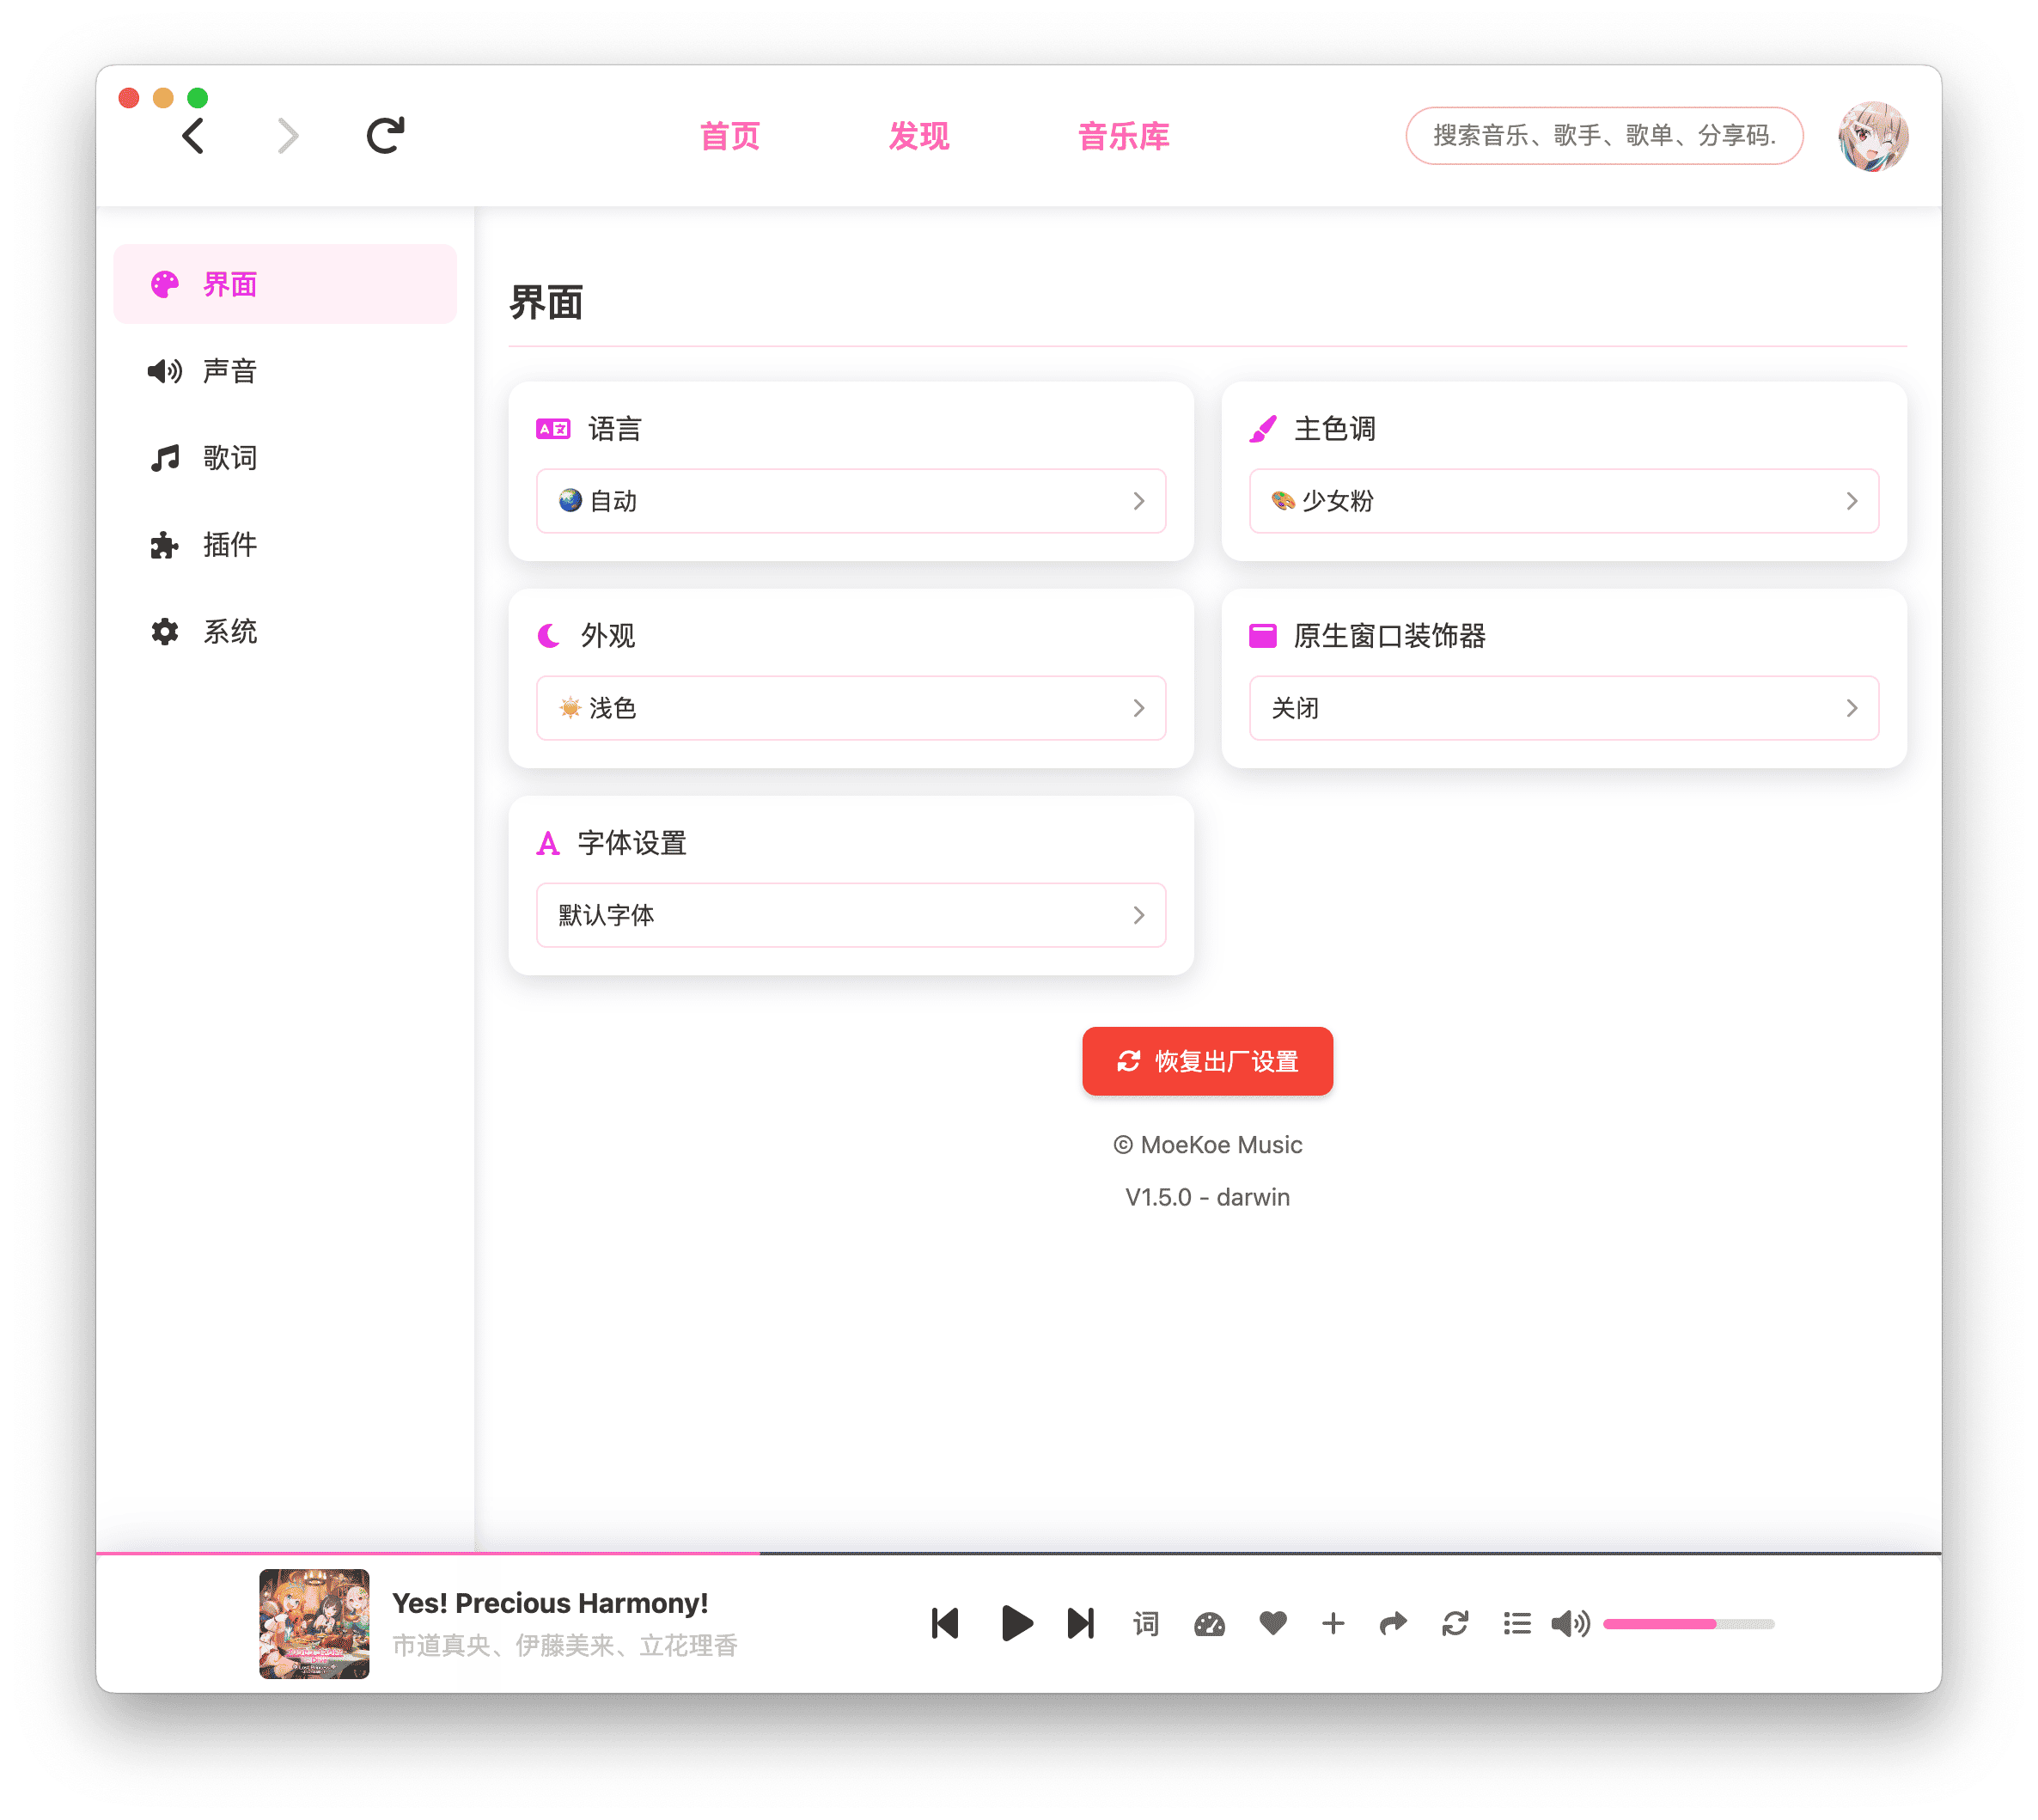 首页 发现 音乐库 搜索音乐、歌手、歌单、分享码.
界面
声音
歌词
插件
系统
界面
语言
自动
主色调
少女粉
外观
浅色
原生窗口装饰器
关闭
字体设置
默认字体
恢复出厂设置
© MoeKoe Music
V1.5.0 - darwin
Yes! Precious Harmony!
市道真央、伊藤美来、立花理香
词